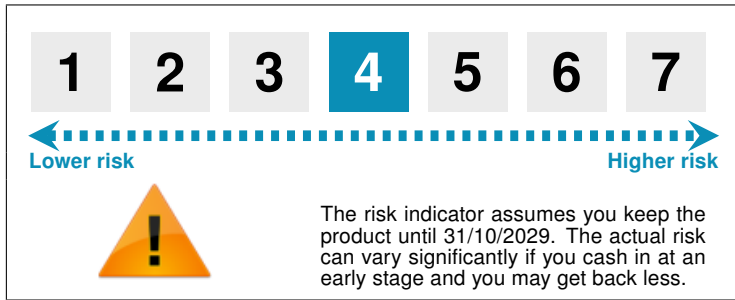 1 2 3 4 5 6 7
Lower risk Higher risk
!
The risk indicator assumes you keep the
product until 31/10/2029. The actual risk
can vary significantly if you cash in at an
early stage and you may get back less.